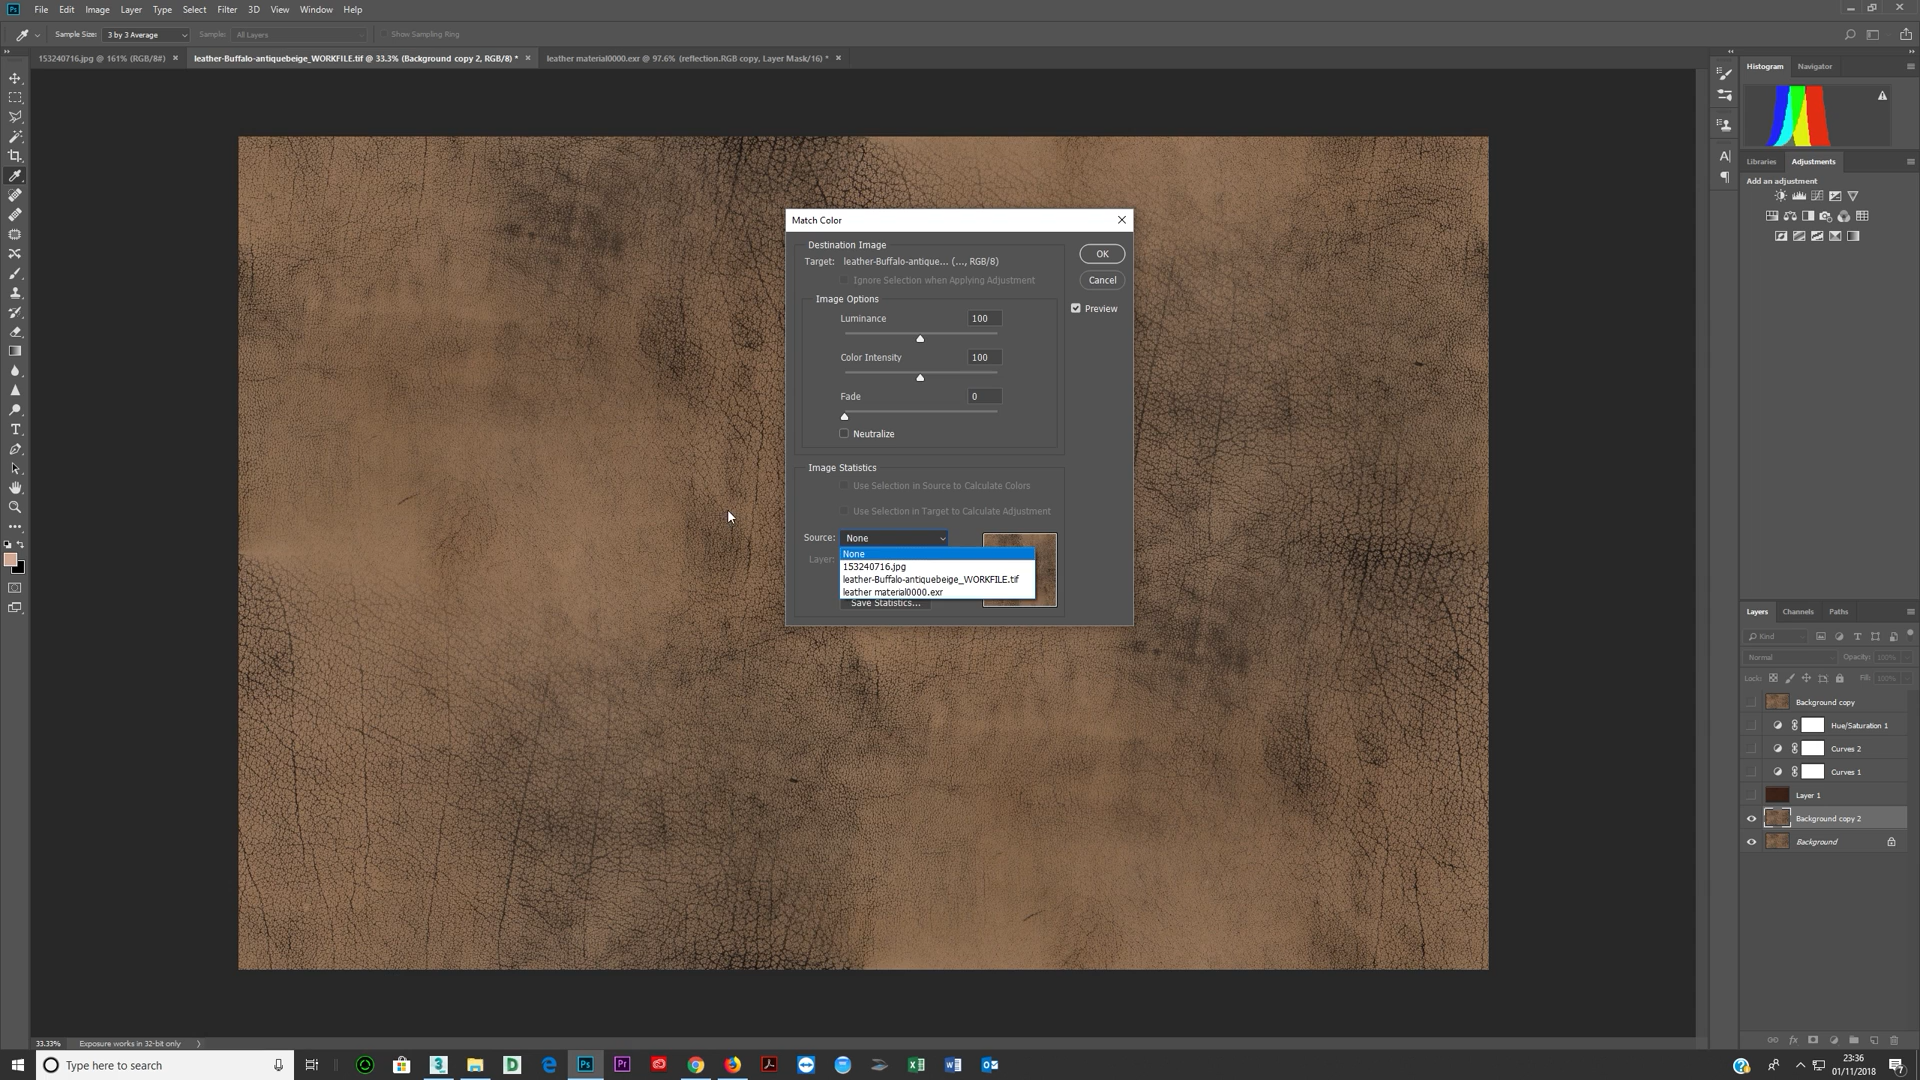 File Edit Image Layer Type Select Filter 3D View Window Help
Sample Size: 3 by 3 Average Sample: All Layers Show Sampling Ring
153240716.jpg @ 161% (RGB/8#) × leather-Buffalo-antiquebeige_WORKFILE.tif @ 33.3% (Background copy 2, RGB/8) * × leather material0000.exr @ 97.6% (reflection.RGB copy, Layer Mask/16) * ×
Histogram Navigator
Libraries Adjustments
Add an adjustment
Match Color
Destination Image
Target: leather-Buffalo-antique... (..., RGB/8)
Ignore Selection when Applying Adjustment
OK
Cancel
Preview
Image Options
Luminance 100
Color Intensity 100
Fade 0
Neutralize
Image Statistics
Use Selection in Source to Calculate Colors
Use Selection in Target to Calculate Adjustment
Source: None
Layer:
None
153240716.jpg
leather-Buffalo-antiquebeige_WORKFILE.tif
leather material0000.exr
Save Statistics...
Layers Channels Paths
Kind
Normal Opacity: 100%
Lock: Fill: 100%
Background copy
Hue/Saturation 1
Curves 2
Curves 1
Layer 1
Background copy 2
Background
33.33% Exposure works in 32-bit only
Type here to search
23:36
01/11/2018